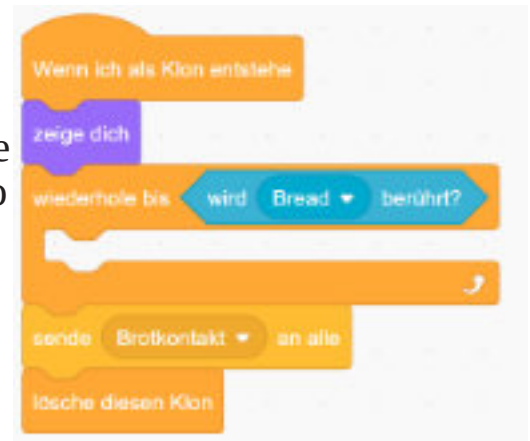 Wenn ich als Klon entstehe
zeige dich
e
o
wiederhole bis wird Bread berührt?
sende Brotkontakt an alle
lösche diesen Klon